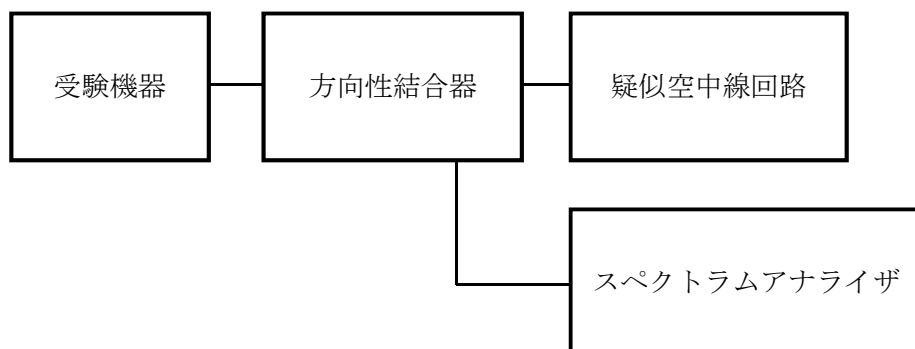 受験機器
方向性結合器
疑似空中線回路
スペクトラムアナライザ